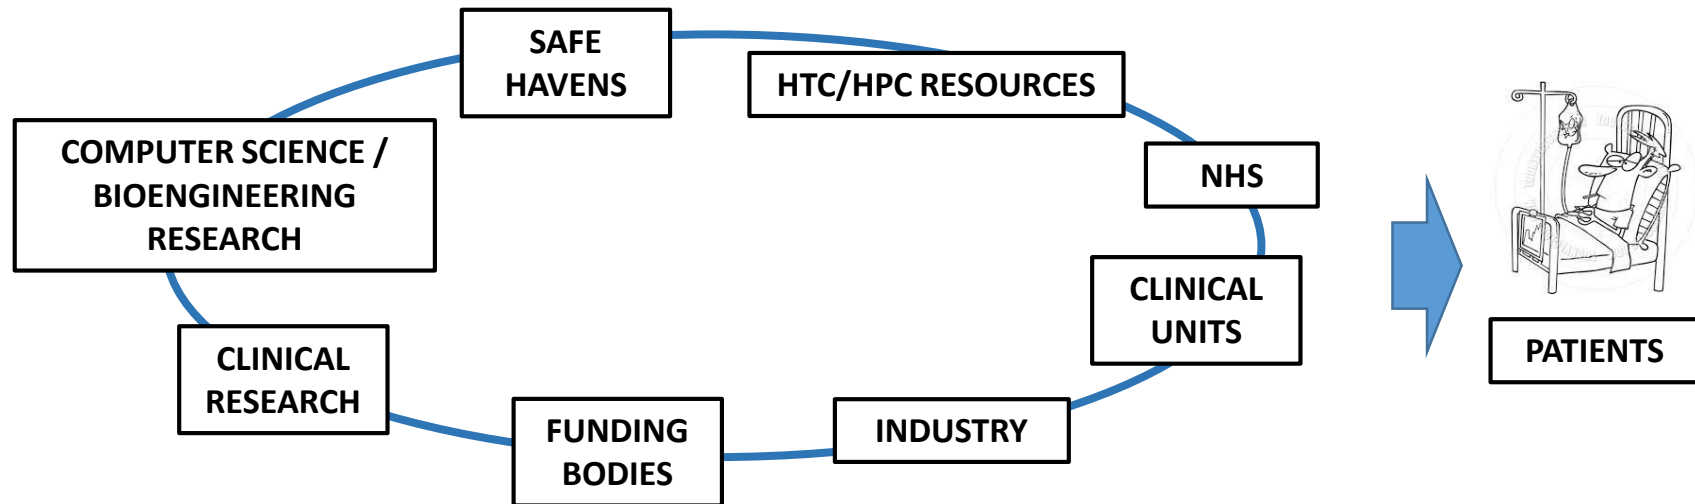 SAFE
HAVENS
HTC/HPC RESOURCES
COMPUTER SCIENCE /
BIOENGINEERING
RESEARCH
NHS
CLINICAL
UNITS
CLINICAL
RESEARCH
FUNDING
BODIES
INDUSTRY
PATIENTS